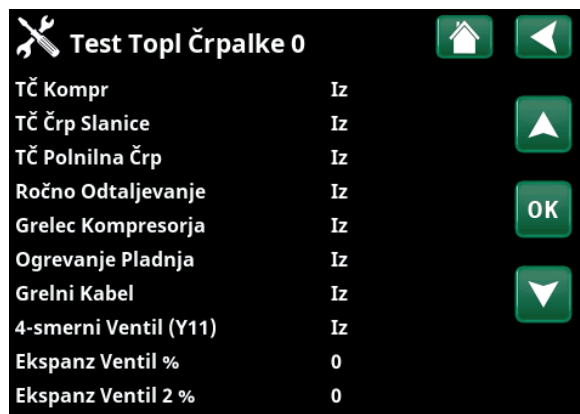 Test Topl Črpalke 0
TČ Kompr Iz
TČ Črp Slanice Iz
TČ Polnilna Črp Iz
Ročno Odtaljevanje Iz
Grelec Kompresorja Iz
Ogrevanje Pladnja Iz
Grelni Kabel Iz
4-smerni Ventil (Y11) Iz
Ekspanz Ventil % 0
Ekspanz Ventil 2 % 0
OK